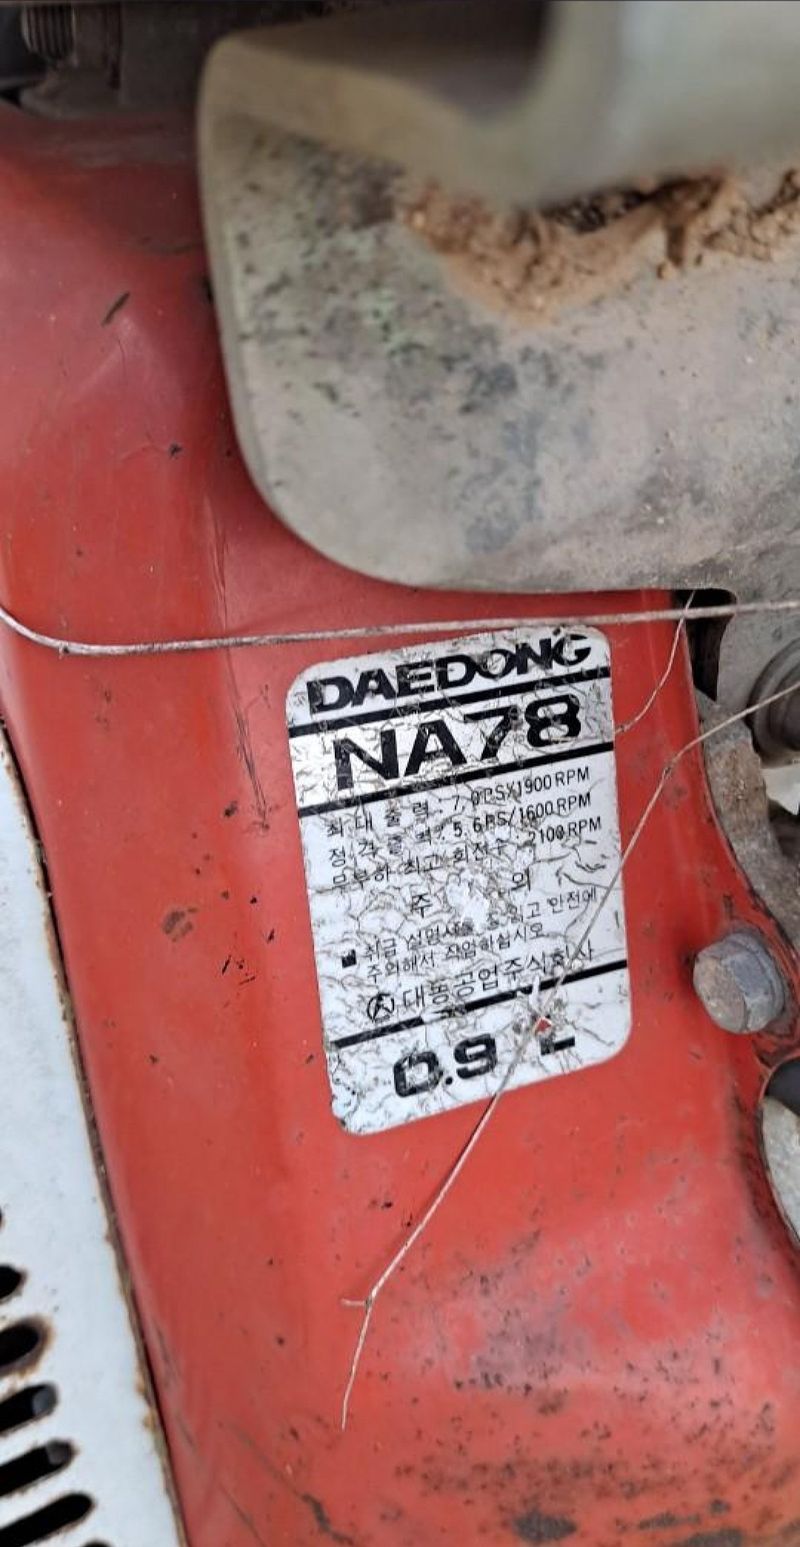 DAEDONG
NA78
최 대 출 력 : 7.0PS/1900RPM
정 격 출 력 : 5.6PS/1600RPM
무부하 최고 회전수 2100RPM
주 의
■ 취급 설명서를 읽고 안전에
주의해서 작업하십시오
대동공업주식회사
0.9 L